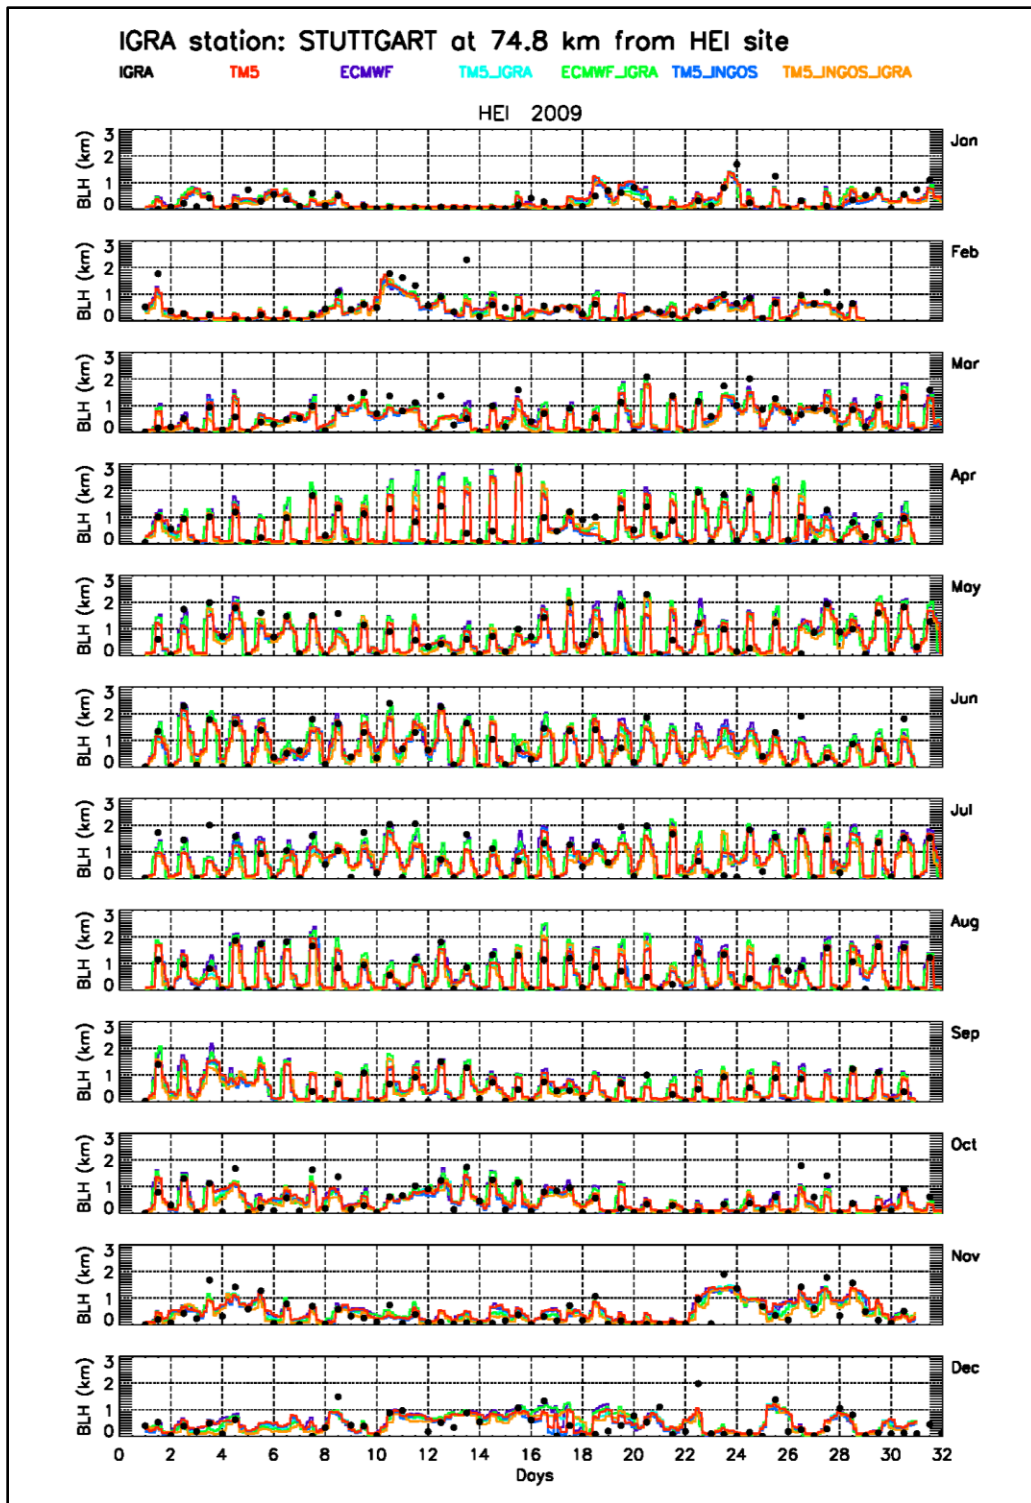 IGRA station: STUTTGART at 74.8 km from HEI site
IGRA TM5 ECMWF TM5_IGRA ECMWF_IGRA TM5_INGOS TM5_INGOS_IGRA
HEI 2009
3 2 1 0 BLH (km) Jan
3 2 1 0 BLH (km) Feb
3 2 1 0 BLH (km) Mar
3 2 1 0 BLH (km) Apr
3 2 1 0 BLH (km) May
3 2 1 0 BLH (km) Jun
3 2 1 0 BLH (km) Jul
3 2 1 0 BLH (km) Aug
3 2 1 0 BLH (km) Sep
3 2 1 0 BLH (km) Oct
3 2 1 0 BLH (km) Nov
3 2 1 0 BLH (km) Dec
0 2 4 6 8 10 12 14 16 18 20 22 24 26 28 30 32
Days